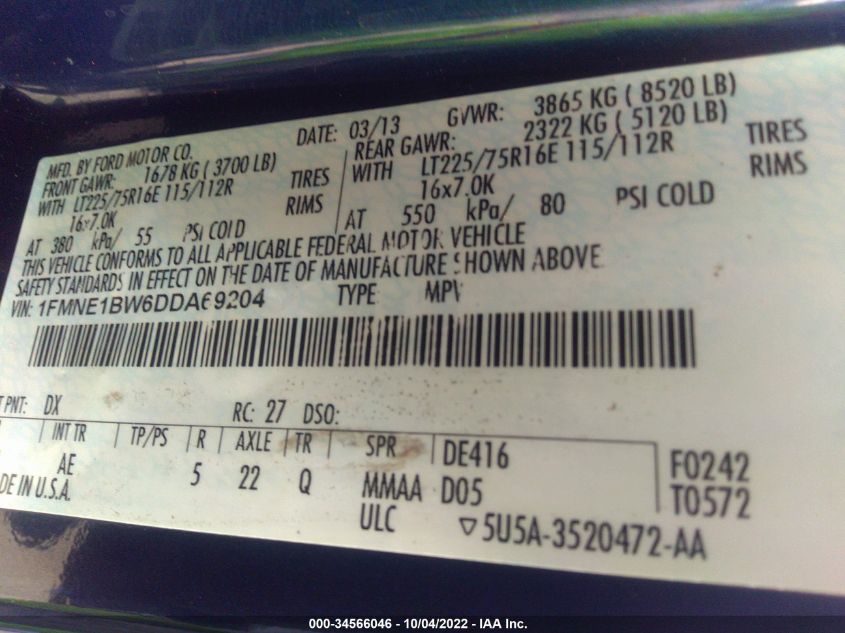 MFD. BY FORD MOTOR CO. DATE: 03/13 GVWR: 3865 KG ( 8520 LB)
FRONT GAWR: 1678 KG ( 3700 LB) REAR GAWR: 2322 KG ( 5120 LB)
WITH LT225/75R16E 115/112R TIRES WITH LT225/75R16E 115/112R TIRES
16x7.0K RIMS 16x7.0K RIMS
AT 380 kPa/ 55 PSI COLD AT 550 kPa/ 80 PSI COLD
THIS VEHICLE CONFORMS TO ALL APPLICABLE FEDERAL MOTOR VEHICLE
SAFETY STANDARDS IN EFFECT ON THE DATE OF MANUFACTURE SHOWN ABOVE.
VIN: 1FMNE1BW6DDA69204 TYPE: MPV
PNT: DX RC: 27 DSO:
INT TR TP/PS R AXLE TR SPR DE416 F0242
AE 5 22 Q MMAA D05 T0572
DE IN U.S.A. ULC ▽5U5A-3520472-AA
000-34566046 - 10/04/2022 - IAA Inc.